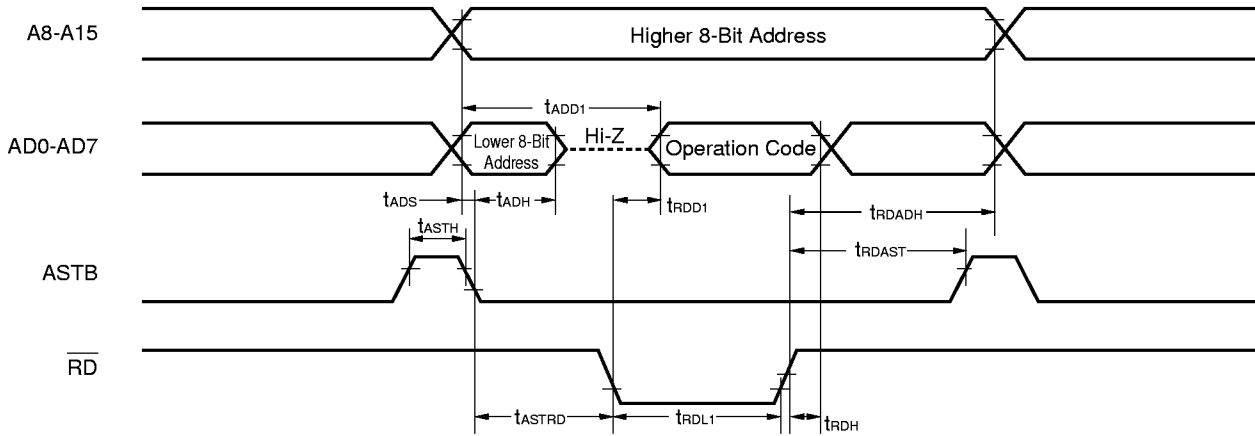 A8-A15
Higher 8-Bit Address
tADD1
AD0-AD7
Lower 8-Bit
Address
Hi-Z
Operation Code
tADS
tADH
tRDD1
tRDADH
tASTH
tRDAST
ASTB
RD
tASTRD
tRDL1
tRDH